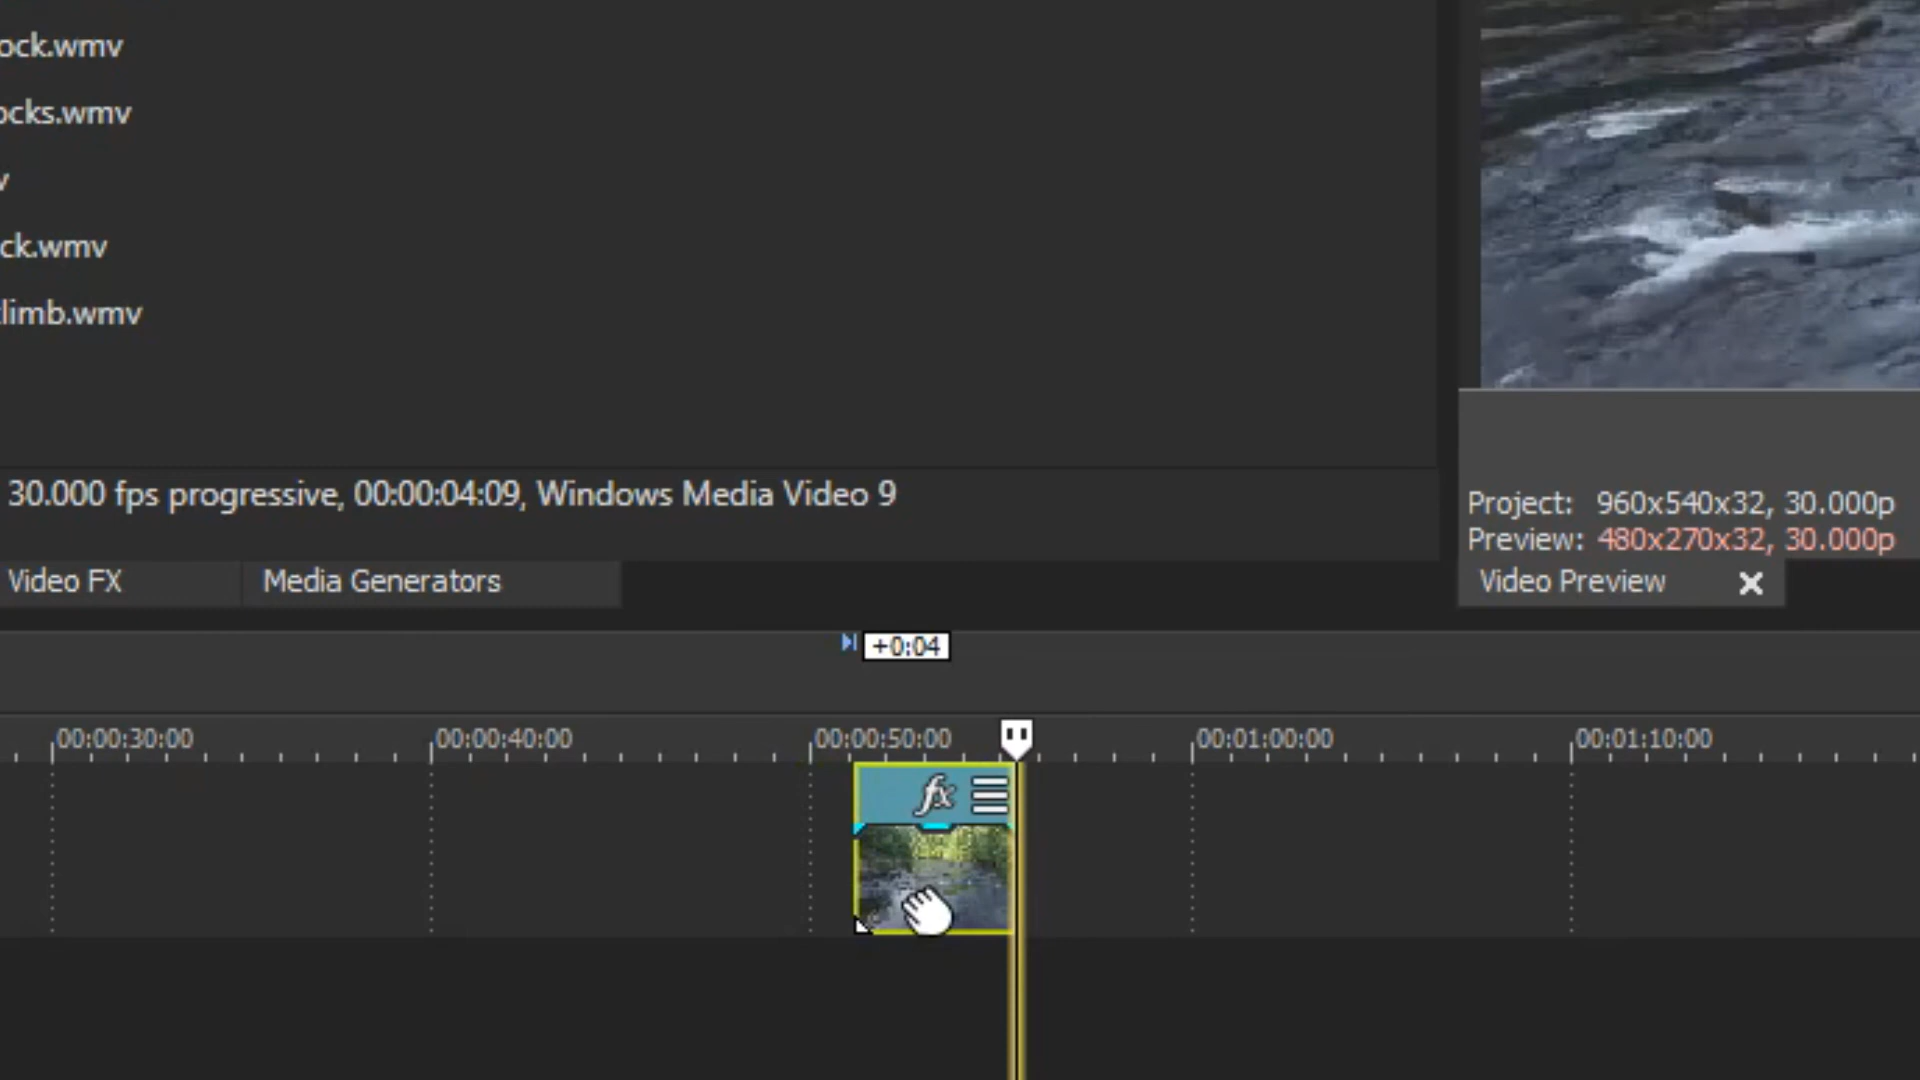 ock.wmv
ocks.wmv
ck.wmv
limb.wmv
30.000 fps progressive, 00:00:04:09, Windows Media Video 9
Project: 960x540x32, 30.000p
Preview: 480x270x32, 30.000p
Video FX
Media Generators
Video Preview
+0:04
00:00:30:00
00:00:40:00
00:00:50:00
00:01:00:00
00:01:10:00
fx